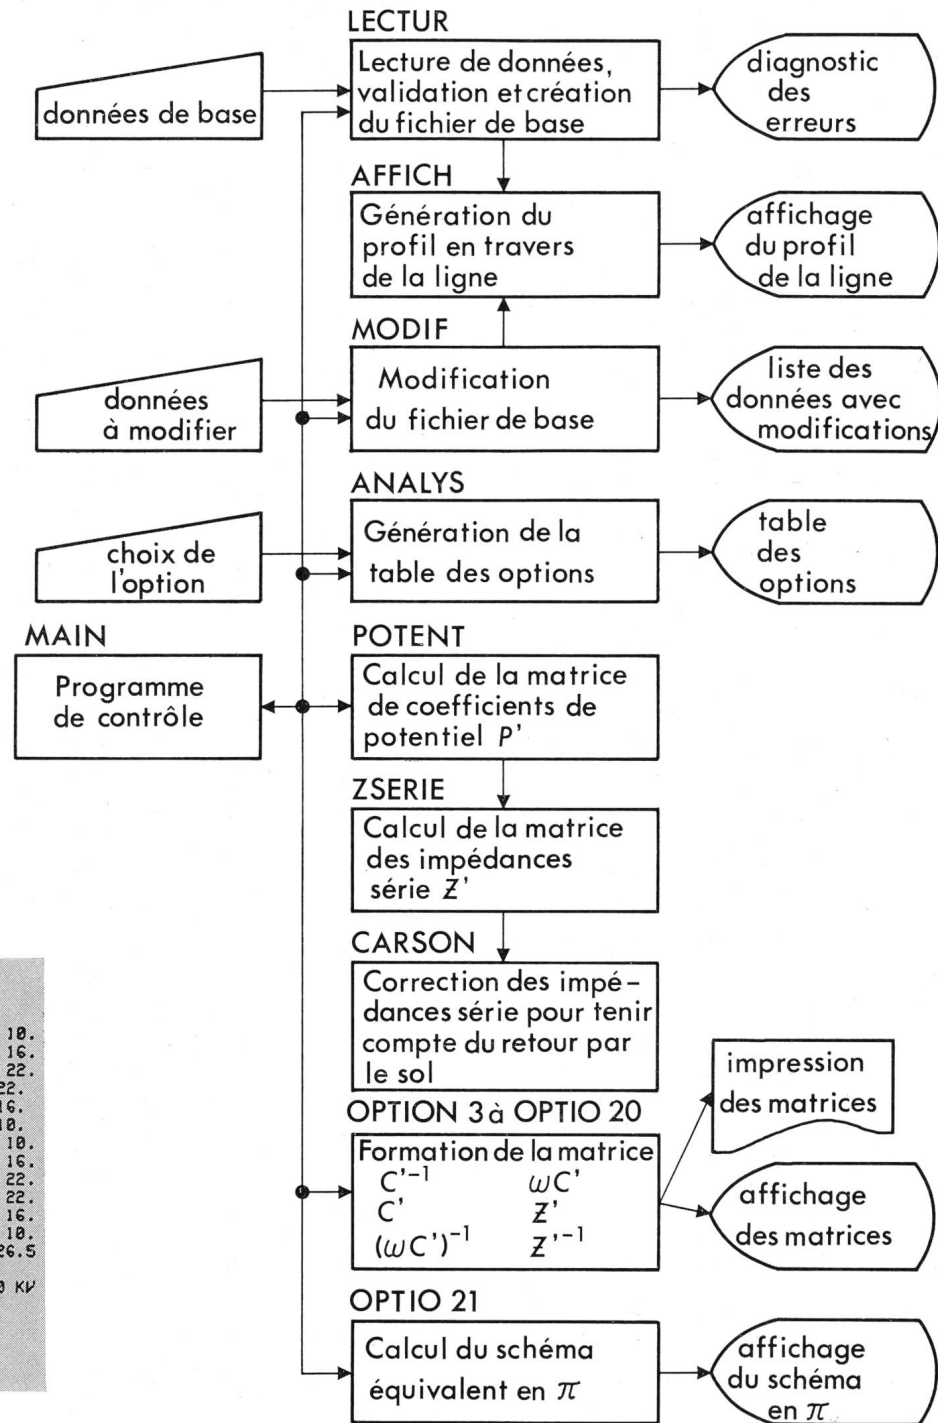 LECTUR
données de base
Lecture de données,
validation et création
du fichier de base
diagnostic
des
erreurs
AFFICH
Génération du
profil en travers
de la ligne
affichage
du profil
de la ligne
MODIF
données
à modifier
Modification
du fichier de base
liste des
données avec
modifications
ANALYS
choix de
l'option
Génération de la
table des options
table
des
options
MAIN
Programme
de contrôle
POTENT
Calcul de la matrice
de coefficients de
potentiel P'
ZSERIE
Calcul de la matrice
des impédances
série Z'
CARSON
Correction des impé-
dances série pour tenir
compte du retour par
le sol
10.
16.
22.
22.
16.
10.
10.
16.
22.
22.
16.
10.
26.5
0 KV
OPTION 3 à OPTIO 20
Formation de la matrice
C'⁻¹ ωC'
C' Z'
(ωC')⁻¹ Z'⁻¹
impression
des matrices
affichage
des matrices
OPTIO 21
Calcul du schéma
équivalent en π
affichage
du schéma
en π